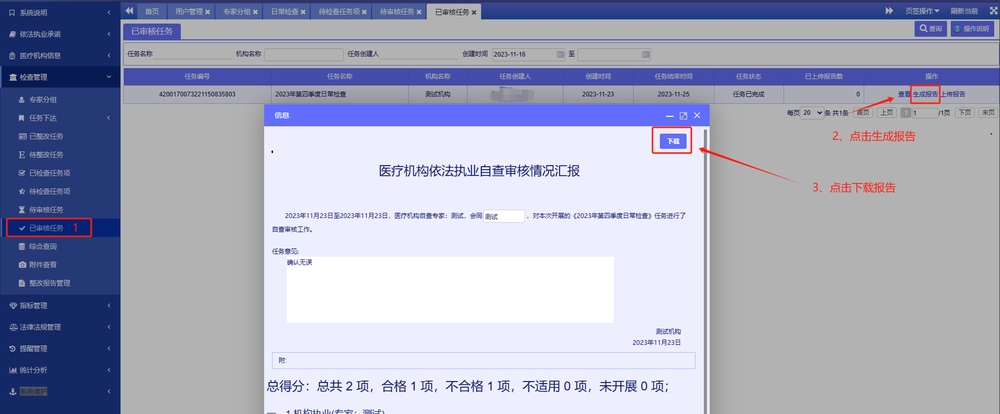 系统说明
依法执业承诺
医疗机构信息
检查管理
专家分组
任务下达
已整改任务
待整改任务
已检查任务项
待检查任务项
待审核任务
已审核任务 1
综合查询
附件查看
整改报告管理
指标管理
法律法规管理
提醒管理
统计分析
系统维护
首页 用户管理 专家分组 日常检查 待检查任务项 待审核任务 已审核任务 页签操作 刷新当前
已审核任务 查询 操作说明
任务名称 机构名称 任务创建人 创建时间 2023-11-16 至
任务编号 任务名称 机构名称 任务创建人 创建时间 任务结束时间 任务状态 已上传报告数 操作
4200170073221150835803 2023年第四季度日常检查 测试机构 2023-11-23 2023-11-25 任务已完成 0 查看 生成报告 上传报告
每页 20 条 共1条 首页 上页 1 1 /1页 下页 末页
2、点击生成报告
3、点击下载报告
信息
下载
医疗机构依法执业自查审核情况汇报
2023年11月23日至2023年11月23日，医疗机构自查专家：测试，会同 测试 ，对本次开展的《2023年第四季度日常检查》任务进行了
自查审核工作。
任务意见:
确认无误
测试机构
2023年11月23日
附:
总得分：总共 2 项，合格 1 项，不合格 1 项，不适用 0 项，未开展 0 项；
一、1.机构执业(专家：测试)